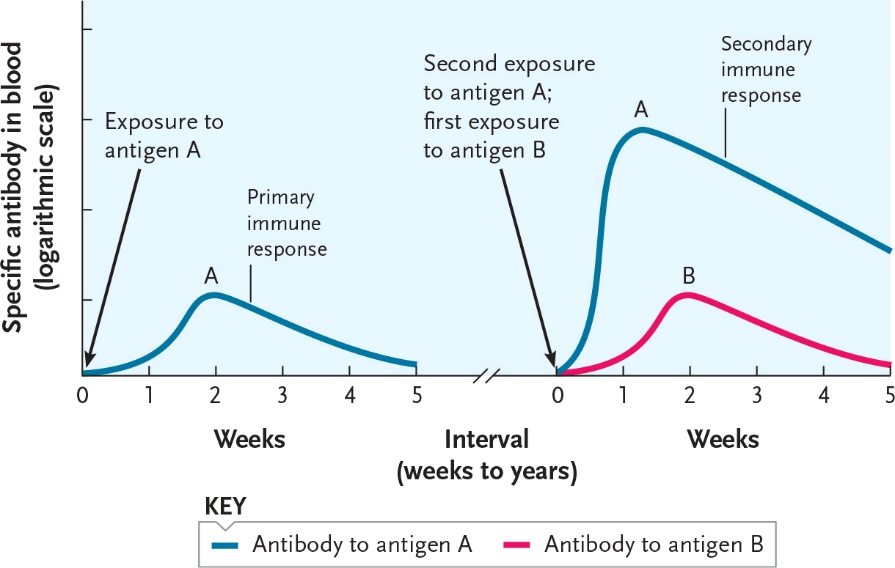 Specific antibody in blood
(logarithmic scale)
Exposure to
antigen A
Primary
immune
response
A
Second exposure
to antigen A;
first exposure
to antigen B
A
Secondary
immune
response
B
0 1 2 3 4 5
0 1 2 3 4 5
Weeks
Interval
(weeks to years)
Weeks
KEY
Antibody to antigen A
Antibody to antigen B